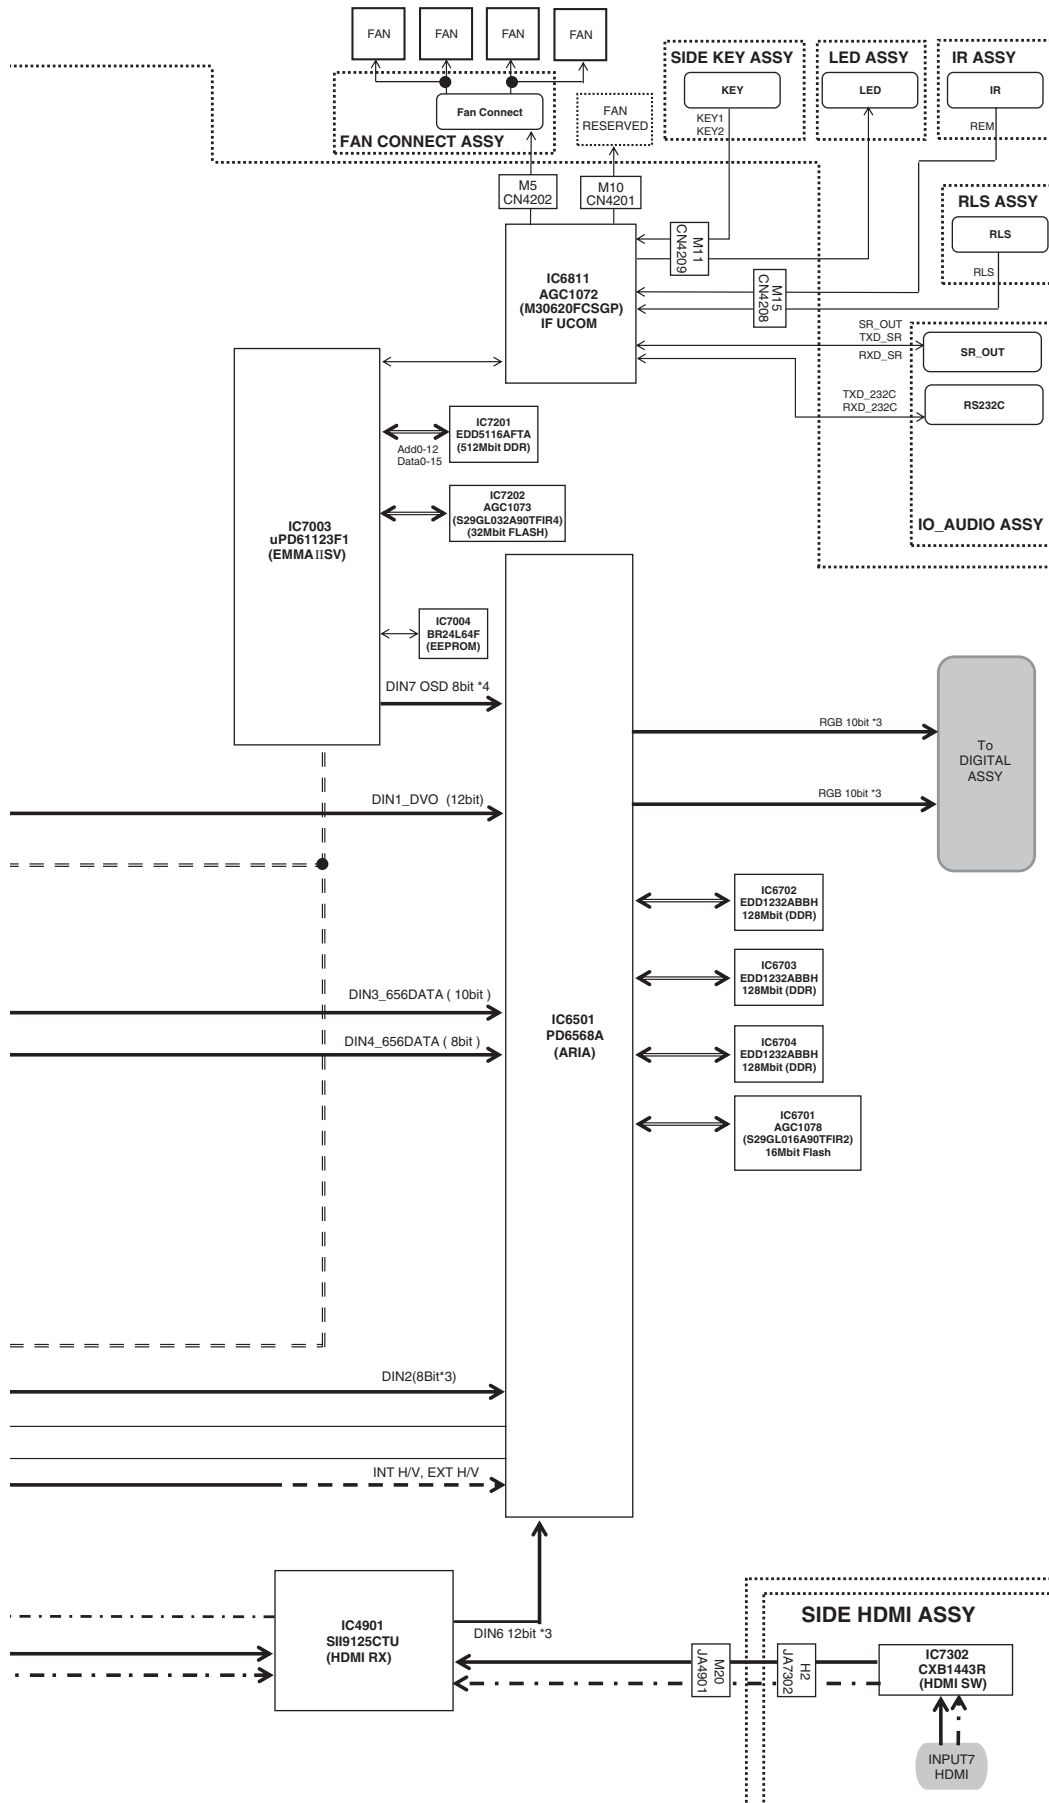 FAN
FAN
FAN
FAN
Fan Connect
FAN CONNECT ASSY
FAN
RESERVED
SIDE KEY ASSY
KEY
KEY1
KEY2
LED ASSY
LED
IR ASSY
IR
REM
M5
CN4202
M10
CN4201
RLS ASSY
RLS
RLS
M11
CN4209
M15
CN4208
IC6811
AGC1072
(M30620FCSGP)
IF UCOM
SR_OUT
TXD_SR
RXD_SR
SR_OUT
TXD_232C
RXD_232C
RS232C
IO_AUDIO ASSY
IC7003
uPD61123F1
(EMMAIISV)
Add0-12
Data0-15
IC7201
EDD5116AFTA
(512Mbit DDR)
IC7202
AGC1073
(S29GL032A90TFIR4)
(32Mbit FLASH)
IC7004
BR24L64F
(EEPROM)
DIN7 OSD 8bit *4
RGB 10bit *3
RGB 10bit *3
To
DIGITAL
ASSY
DIN1_DVO (12bit)
IC6702
EDD1232ABBH
128Mbit (DDR)
IC6703
EDD1232ABBH
128Mbit (DDR)
DIN3_656DATA ( 10bit )
DIN4_656DATA ( 8bit )
IC6501
PD6568A
(ARIA)
IC6704
EDD1232ABBH
128Mbit (DDR)
IC6701
AGC1078
(S29GL016A90TFIR2)
16Mbit Flash
DIN2(8Bit*3)
INT H/V, EXT H/V
IC4901
SII9125CTU
(HDMI RX)
DIN6 12bit *3
SIDE HDMI ASSY
M20
JA4901
H2
JA7302
IC7302
CXB1443R
(HDMI SW)
INPUT7
HDMI